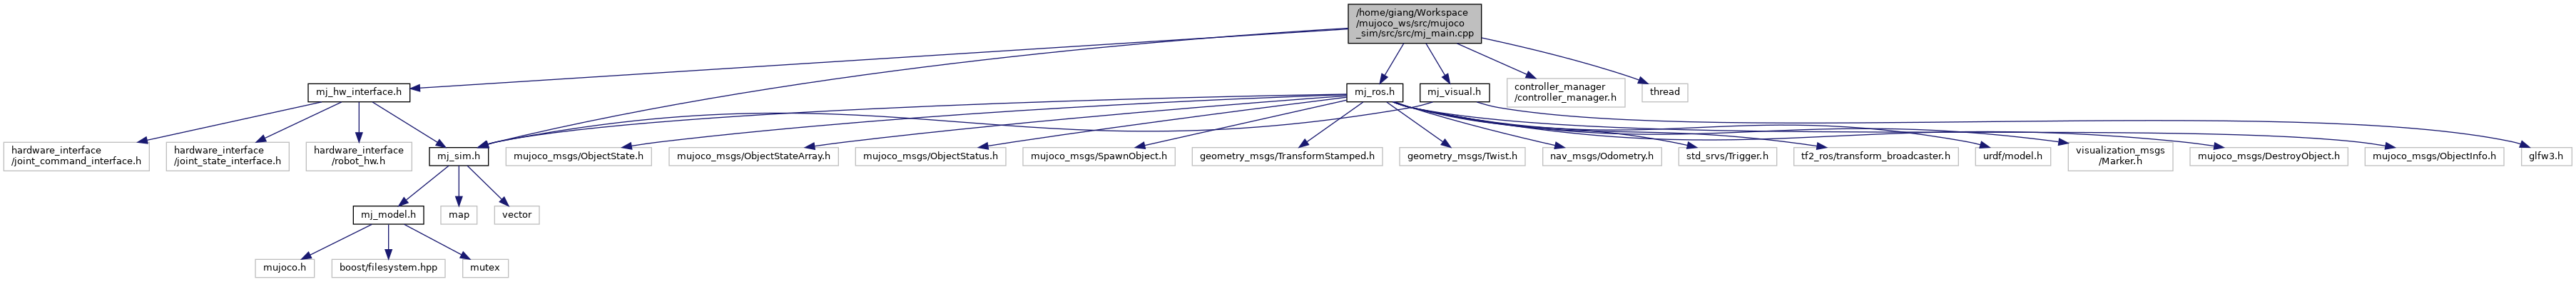 /home/giang/Workspace
/mujoco_ws/src/mujoco
_sim/src/src/mj_main.cpp
mj_hw_interface.h
mj_ros.h
mj_visual.h
controller_manager
/controller_manager.h
thread
hardware_interface
/joint_command_interface.h
hardware_interface
/joint_state_interface.h
hardware_interface
/robot_hw.h
mj_sim.h
mujoco_msgs/ObjectState.h
mujoco_msgs/ObjectStateArray.h
mujoco_msgs/ObjectStatus.h
mujoco_msgs/SpawnObject.h
geometry_msgs/TransformStamped.h
geometry_msgs/Twist.h
nav_msgs/Odometry.h
std_srvs/Trigger.h
tf2_ros/transform_broadcaster.h
urdf/model.h
visualization_msgs
/Marker.h
mujoco_msgs/DestroyObject.h
mujoco_msgs/ObjectInfo.h
glfw3.h
mj_model.h
map
vector
mujoco.h
boost/filesystem.hpp
mutex